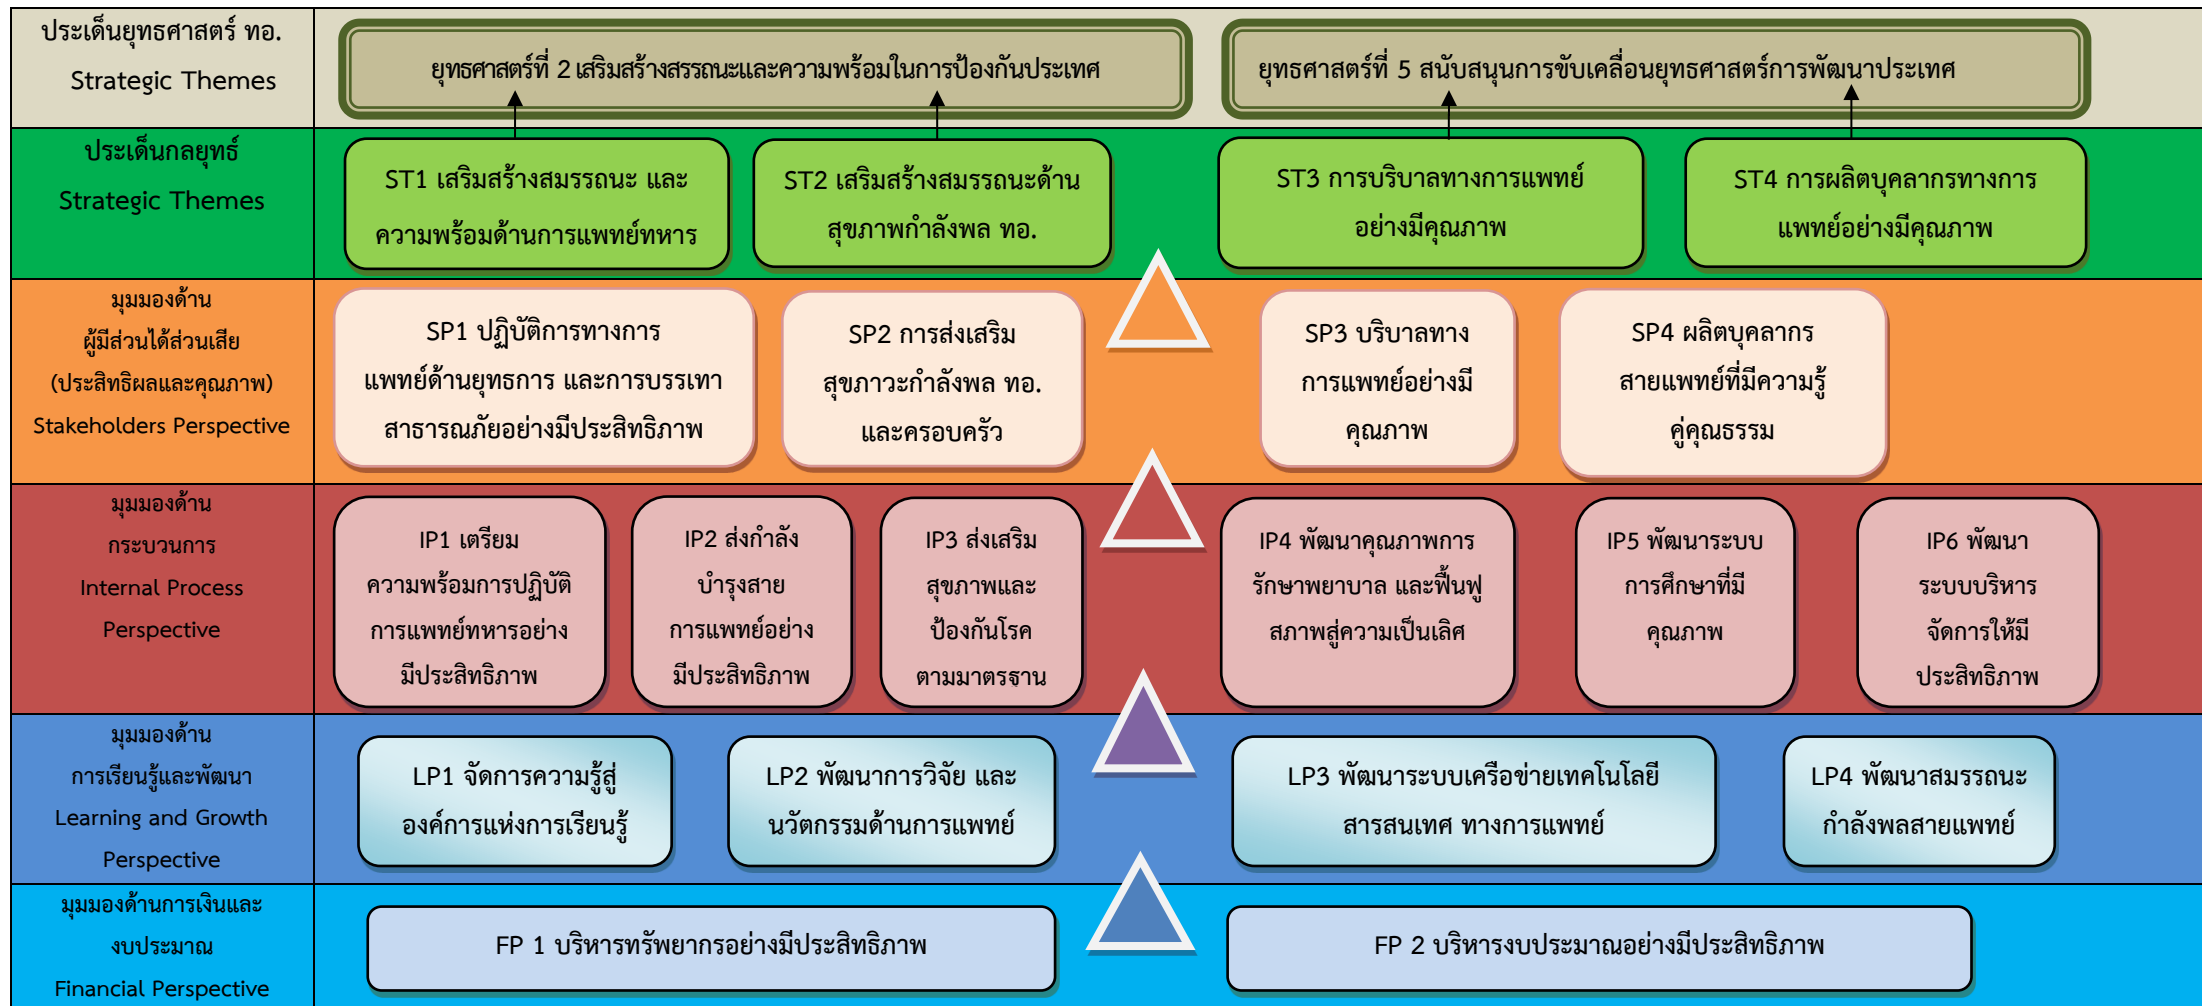 ประเด็นยุทธศาสตร์ ทอ.
Strategic Themes
ยุทธศาสตร์ที่ 2 เสริมสร้างสรรถนะและความพร้อมในการป้องกันประเทศ
ยุทธศาสตร์ที่ 5 สนับสนุนการขับเคลื่อนยุทธศาสตร์การพัฒนาประเทศ
ประเด็นกลยุทธ์
Strategic Themes
ST1 เสริมสร้างสมรรถนะ และ
ความพร้อมด้านการแพทย์ทหาร
ST2 เสริมสร้างสมรรถนะด้าน
สุขภาพกำลังพล ทอ.
ST3 การบริบาลทางการแพทย์
อย่างมีคุณภาพ
ST4 การผลิตบุคลากรทางการ
แพทย์อย่างมีคุณภาพ
มุมมองด้าน
ผู้มีส่วนได้ส่วนเสีย
(ประสิทธิผลและคุณภาพ)
Stakeholders Perspective
SP1 ปฏิบัติการทางการ
แพทย์ด้านยุทธการ และการบรรเทา
สาธารณภัยอย่างมีประสิทธิภาพ
SP2 การส่งเสริม
สุขภาวะกำลังพล ทอ.
และครอบครัว
SP3 บริบาลทาง
การแพทย์อย่างมี
คุณภาพ
SP4 ผลิตบุคลากร
สายแพทย์ที่มีความรู้
คู่คุณธรรม
มุมมองด้าน
กระบวนการ
Internal Process
Perspective
IP1 เตรียม
ความพร้อมการปฏิบัติ
การแพทย์ทหารอย่าง
มีประสิทธิภาพ
IP2 ส่งกำลัง
บำรุงสาย
การแพทย์อย่าง
มีประสิทธิภาพ
IP3 ส่งเสริม
สุขภาพและ
ป้องกันโรค
ตามมาตรฐาน
IP4 พัฒนาคุณภาพการ
รักษาพยาบาล และฟื้นฟู
สภาพสู่ความเป็นเลิศ
IP5 พัฒนาระบบ
การศึกษาที่มี
คุณภาพ
IP6 พัฒนา
ระบบบริหาร
จัดการให้มี
ประสิทธิภาพ
มุมมองด้าน
การเรียนรู้และพัฒนา
Learning and Growth
Perspective
LP1 จัดการความรู้สู่
องค์การแห่งการเรียนรู้
LP2 พัฒนาการวิจัย และ
นวัตกรรมด้านการแพทย์
LP3 พัฒนาระบบเครือข่ายเทคโนโลยี
สารสนเทศ ทางการแพทย์
LP4 พัฒนาสมรรถนะ
กำลังพลสายแพทย์
มุมมองด้านการเงินและ
งบประมาณ
Financial Perspective
FP 1 บริหารทรัพยากรอย่างมีประสิทธิภาพ
FP 2 บริหารงบประมาณอย่างมีประสิทธิภาพ